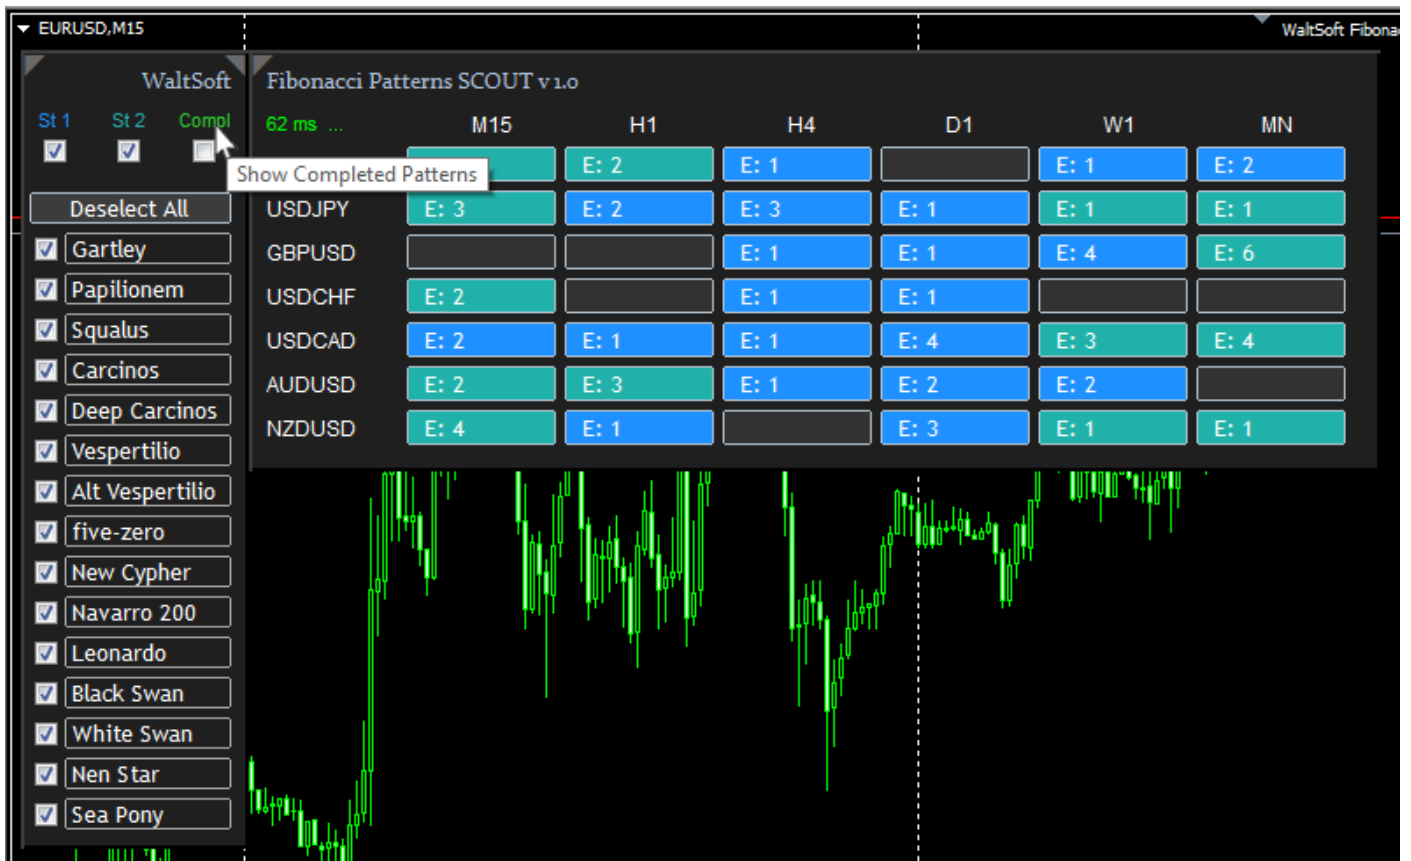 EURUSD,M15
WaltSoft Fibona
WaltSoft
Fibonacci Patterns SCOUT v 1.0
St 1 St 2 Compl
62 ms ... M15 H1 H4 D1 W1 MN
Show Completed Patterns
E: 2 E: 1 E: 1 E: 2
Deselect All
USDJPY E: 3 E: 2 E: 3 E: 1 E: 1 E: 1
Gartley
GBPUSD E: 1 E: 1 E: 4 E: 6
Papilionem
USDCHF E: 2 E: 1 E: 1
Squalus
USDCAD E: 2 E: 1 E: 1 E: 4 E: 3 E: 4
Carcinos
AUDUSD E: 2 E: 3 E: 1 E: 2 E: 2
Deep Carcinos
NZDUSD E: 4 E: 1 E: 3 E: 1 E: 1
Vespertilio
Alt Vespertilio
five-zero
New Cypher
Navarro 200
Leonardo
Black Swan
White Swan
Nen Star
Sea Pony